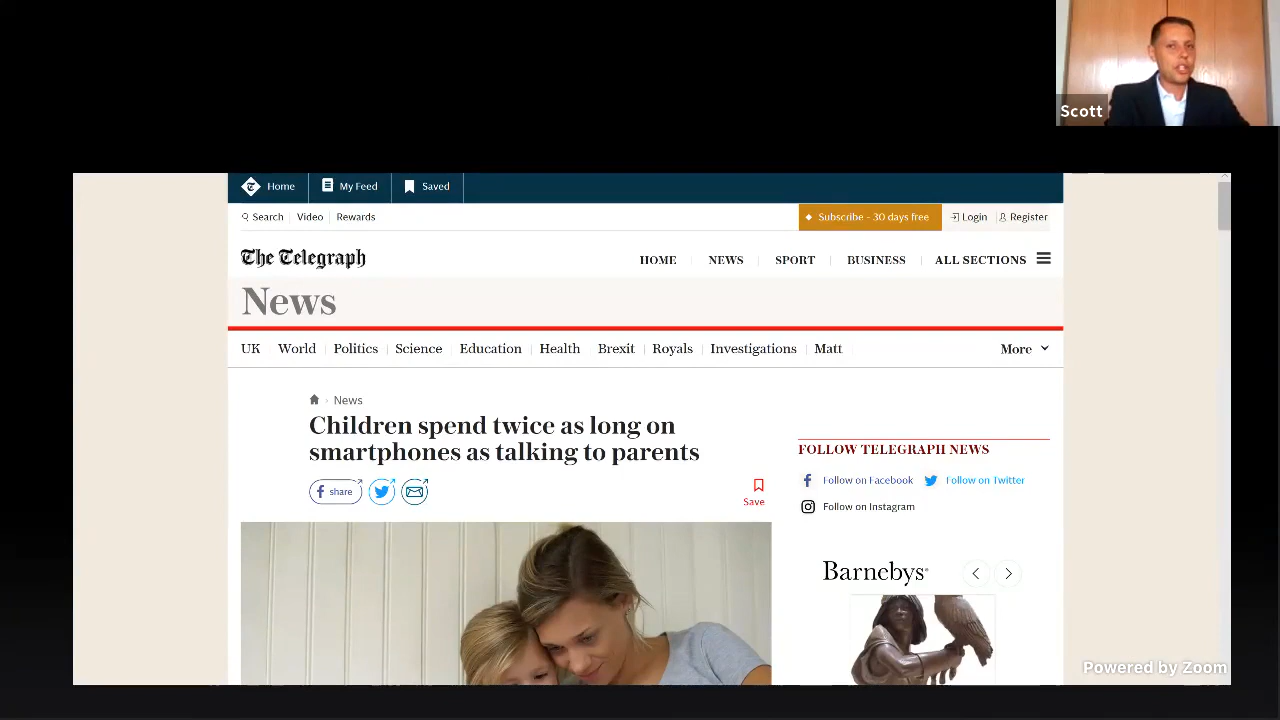 Scott
Home
My Feed
Saved
Search
Video
Rewards
Subscribe - 30 days free
Login
Register
The Telegraph
HOME
NEWS
SPORT
BUSINESS
ALL SECTIONS
News
UK
World
Politics
Science
Education
Health
Brexit
Royals
Investigations
Matt
More
News
Children spend twice as long on
smartphones as talking to parents
share
Save
FOLLOW TELEGRAPH NEWS
Follow on Facebook
Follow on Twitter
Follow on Instagram
Barnebys
Powered by Zoom